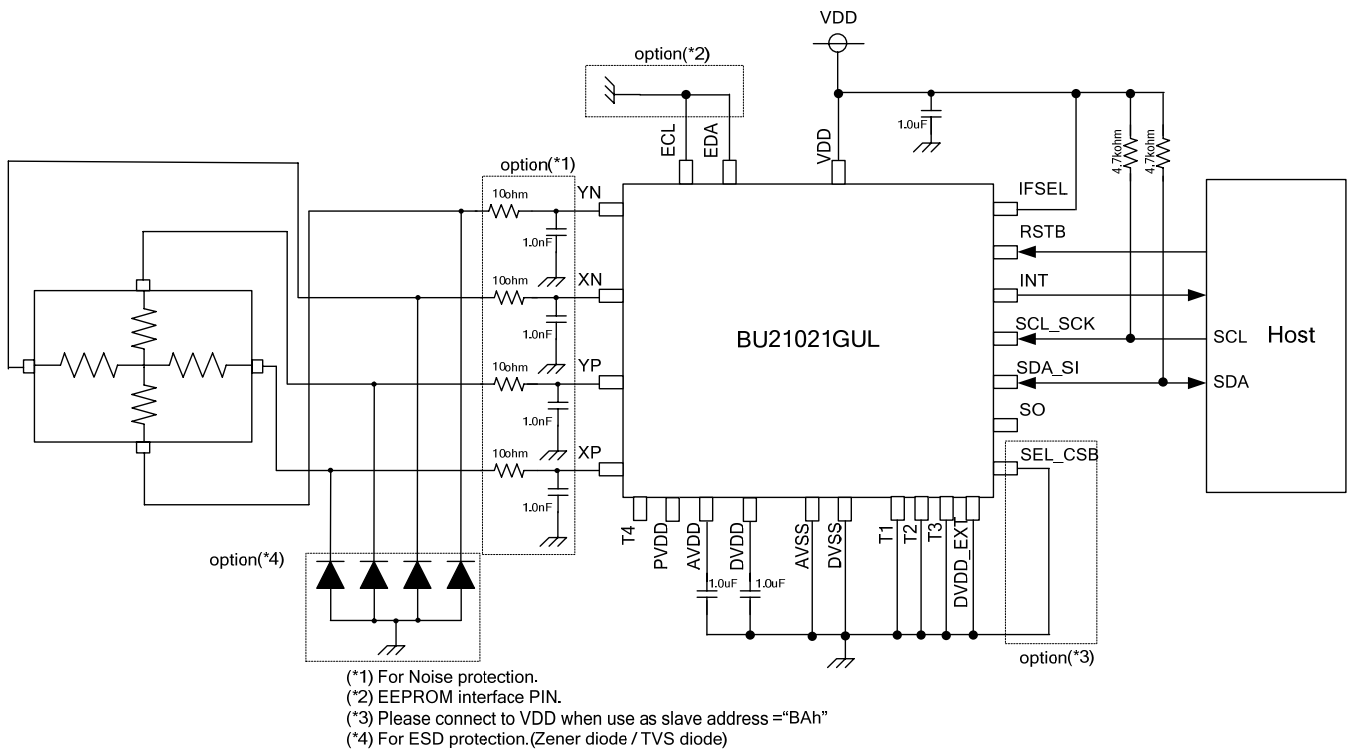 VDD
option(*2)
ECL
EDA
VDD
1.0uF
4.7kohm
4.7kohm
option(*1)
10ohm
YN
1.0nF
10ohm
XN
1.0nF
10ohm
YP
1.0nF
10ohm
XP
1.0nF
BU21021GUL
IFSEL
RSTB
INT
SCL_SCK
SCL
Host
SDA_SI
SDA
SO
SEL_CSB
T4
PVDD
AVDD
DVDD
AVSS
DVSS
T1
T2
T3
DVDD_EXT
1.0uF
1.0uF
option(*4)
option(*3)
(*1) For Noise protection.
(*2) EEPROM interface PIN.
(*3) Please connect to VDD when use as slave address =“BAh”
(*4) For ESD protection.(Zener diode / TVS diode)